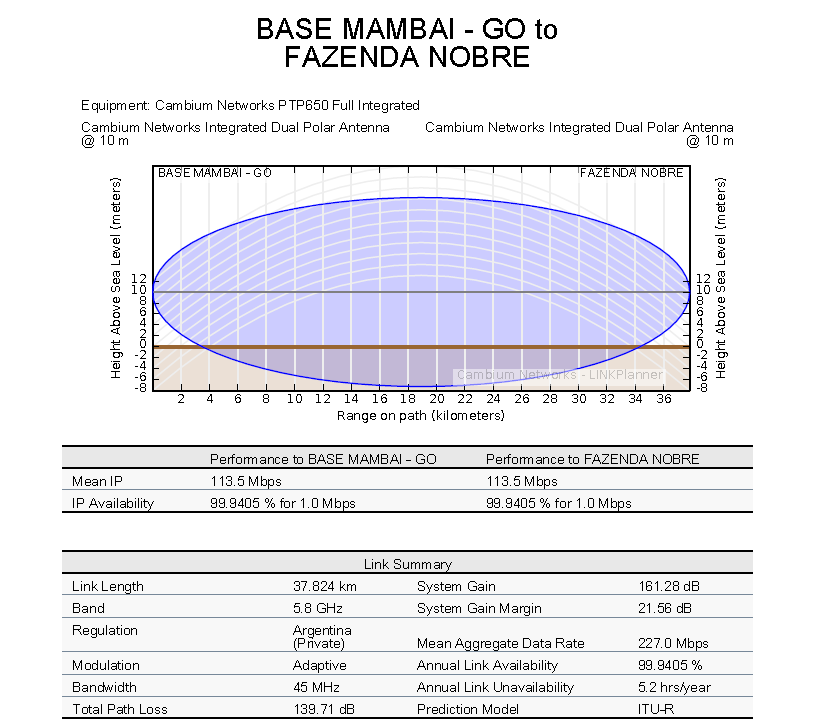 BASE MAMBAI - GO to
FAZENDA NOBRE
Equipment: Cambium Networks PTP650 Full Integrated
Cambium Networks Integrated Dual Polar Antenna
@ 10 m
Cambium Networks Integrated Dual Polar Antenna
@ 10 m
BASE MAMBAI - GO
FAZENDA NOBRE
Height Above Sea Level (meters)
12
10
8
6
4
2
0
-2
-4
-6
-8
Height Above Sea Level (meters)
12
10
8
6
4
2
0
-2
-4
-6
-8
Cambium Networks - LINKPlanner
2 4 6 8 10 12 14 16 18 20 22 24 26 28 30 32 34 36
Range on path (kilometers)
Performance to BASE MAMBAI - GO Performance to FAZENDA NOBRE
Mean IP 113.5 Mbps 113.5 Mbps
IP Availability 99.9405 % for 1.0 Mbps 99.9405 % for 1.0 Mbps
Link Summary
Link Length 37.824 km System Gain 161.28 dB
Band 5.8 GHz System Gain Margin 21.56 dB
Regulation Argentina
(Private) Mean Aggregate Data Rate 227.0 Mbps
Modulation Adaptive Annual Link Availability 99.9405 %
Bandwidth 45 MHz Annual Link Unavailability 5.2 hrs/year
Total Path Loss 139.71 dB Prediction Model ITU-R